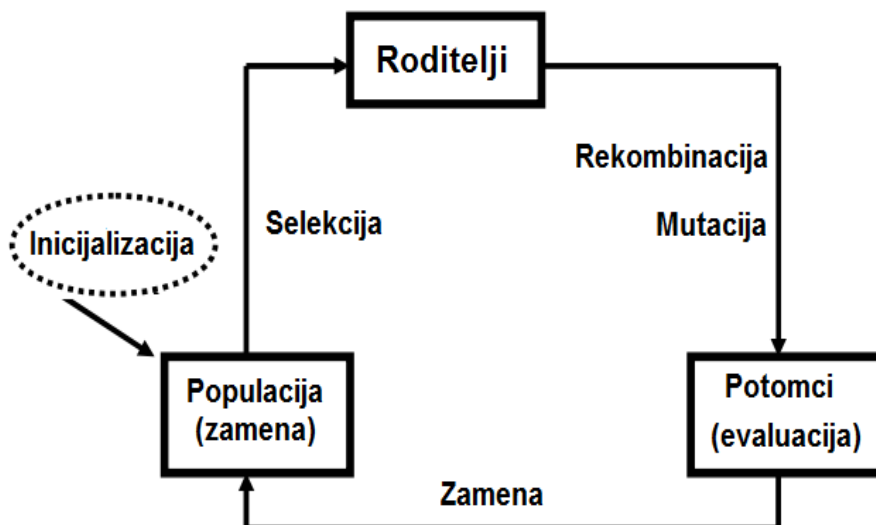 Roditelji
Rekombinacija
Mutacija
Selekcija
Inicijalizacija
Populacija
(zamena)
Potomci
(evaluacija)
Zamena